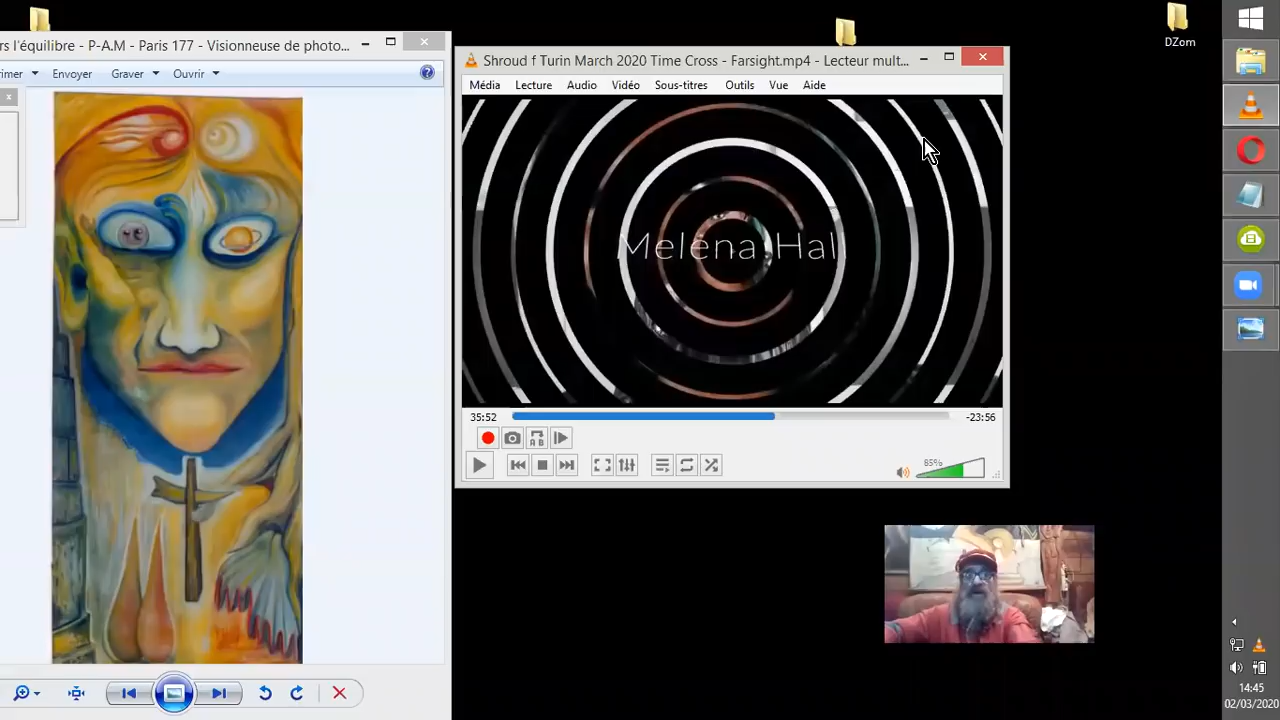 DZom
rs l'équilibre - P-A-M - Paris 177 - Visionneuse de photo...
rimer Envoyer Graver Ouvrir
Shroud f Turin March 2020 Time Cross - Farsight.mp4 - Lecteur mult...
Média Lecture Audio Vidéo Sous-titres Outils Vue Aide
Melena Hall
35:52 -23:56
A B
85%
14:45
02/03/2020